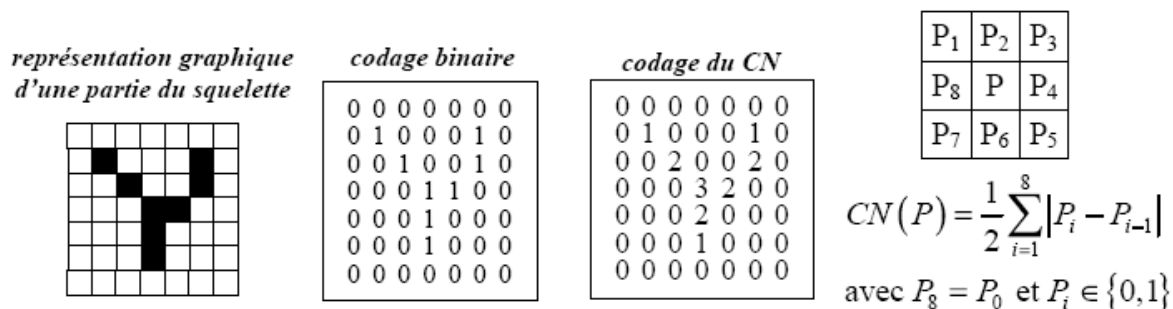 représentation graphique
d'une partie du squelette
codage binaire
0 0 0 0 0 0 0
0 1 0 0 0 1 0
0 0 1 0 0 1 0
0 0 0 1 1 0 0
0 0 0 1 0 0 0
0 0 0 1 0 0 0
0 0 0 0 0 0 0
codage du CN
0 0 0 0 0 0 0
0 1 0 0 0 1 0
0 0 2 0 0 2 0
0 0 0 3 2 0 0
0 0 0 2 0 0 0
0 0 0 1 0 0 0
0 0 0 0 0 0 0
P₁ P₂ P₃
P₈ P P₄
P₇ P₆ P₅
CN(P) = 1/2 ∑_{i=1}^{8} |P_i − P_{i−1}|
avec P₈ = P₀ et P_i ∈ {0,1}